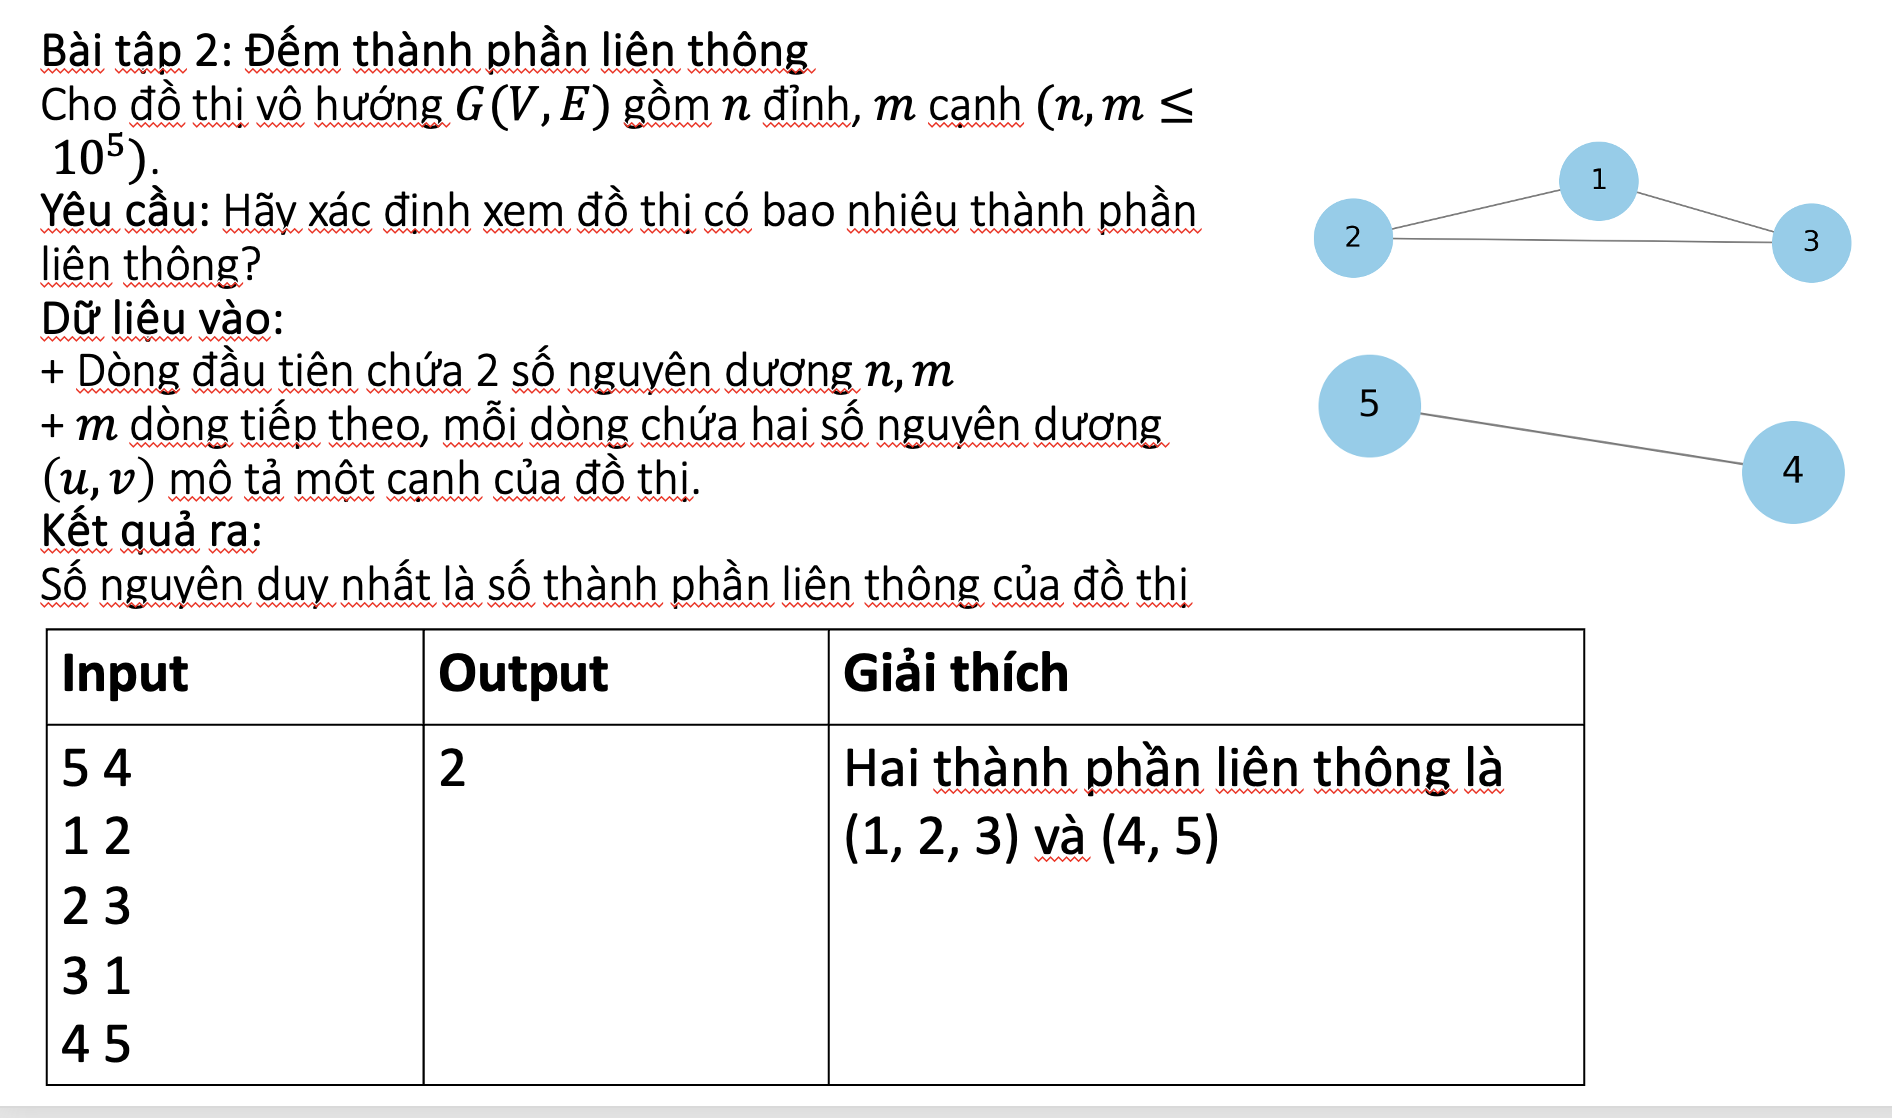 Bài tập 2: Đếm thành phần liên thông
Cho đồ thị vô hướng G(V, E) gồm n đỉnh, m cạnh (n, m ≤
10⁵).
Yêu cầu: Hãy xác định xem đồ thị có bao nhiêu thành phần
liên thông?
Dữ liệu vào:
+ Dòng đầu tiên chứa 2 số nguyên dương n, m
+ m dòng tiếp theo, mỗi dòng chứa hai số nguyên dương
(u, v) mô tả một cạnh của đồ thị.
Kết quả ra:
Số nguyên duy nhất là số thành phần liên thông của đồ thị
1
2
3
5
4
Input
Output
Giải thích
5 4
1 2
2 3
3 1
4 5
2
Hai thành phần liên thông là
(1, 2, 3) và (4, 5)